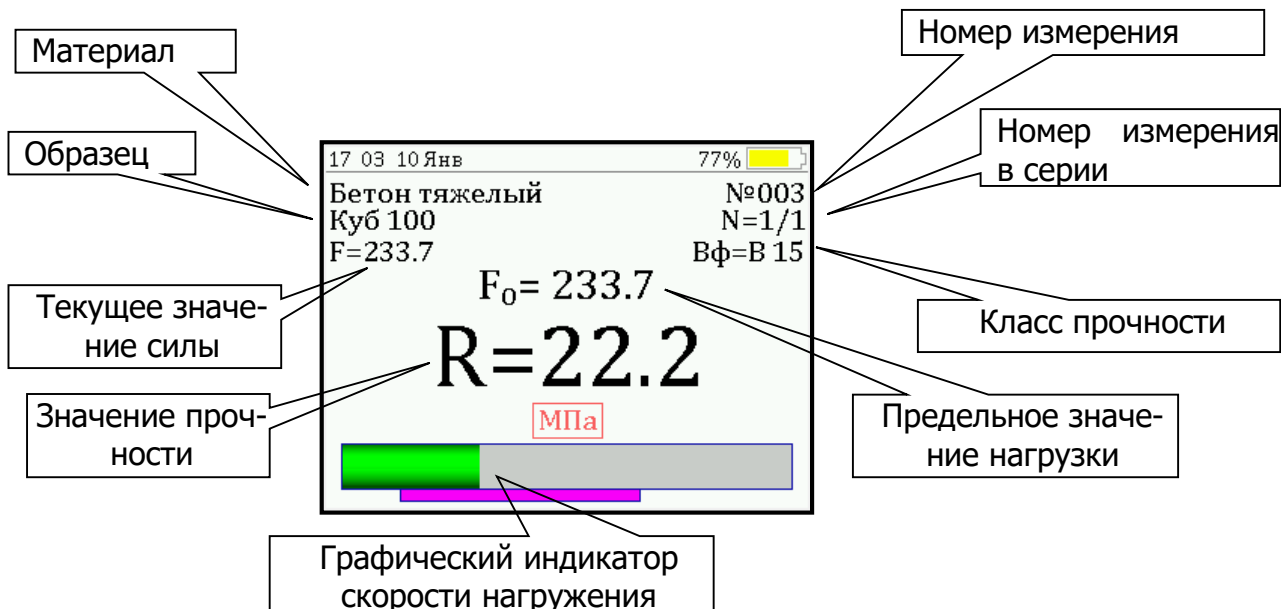 Материал
Номер измерения
Образец
Номер измерения
в серии
17 03 10 Янв 77%
Бетон тяжелый №003
Куб 100 N=1/1
F=233.7 Вф=В 15
F₀= 233.7
Текущее значе-
ние силы
Класс прочности
R=22.2
Значение проч-
ности
МПа
Предельное значе-
ние нагрузки
Графический индикатор
скорости нагружения